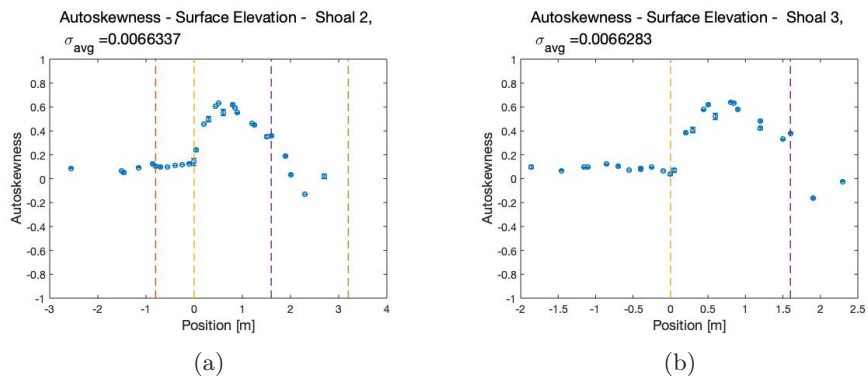 Autoskewness - Surface Elevation - Shoal 2,
σavg =0.0066337
1
0.8
0.6
0.4
0.2
0
-0.2
-0.4
-0.6
-0.8
-1
Autoskewness
-3 -2 -1 0 1 2 3 4
Position [m]
(a)
Autoskewness - Surface Elevation - Shoal 3,
σavg =0.0066283
1
0.8
0.6
0.4
0.2
0
-0.2
-0.4
-0.6
-0.8
-1
Autoskewness
-2 -1.5 -1 -0.5 0 0.5 1 1.5 2 2.5
Position [m]
(b)